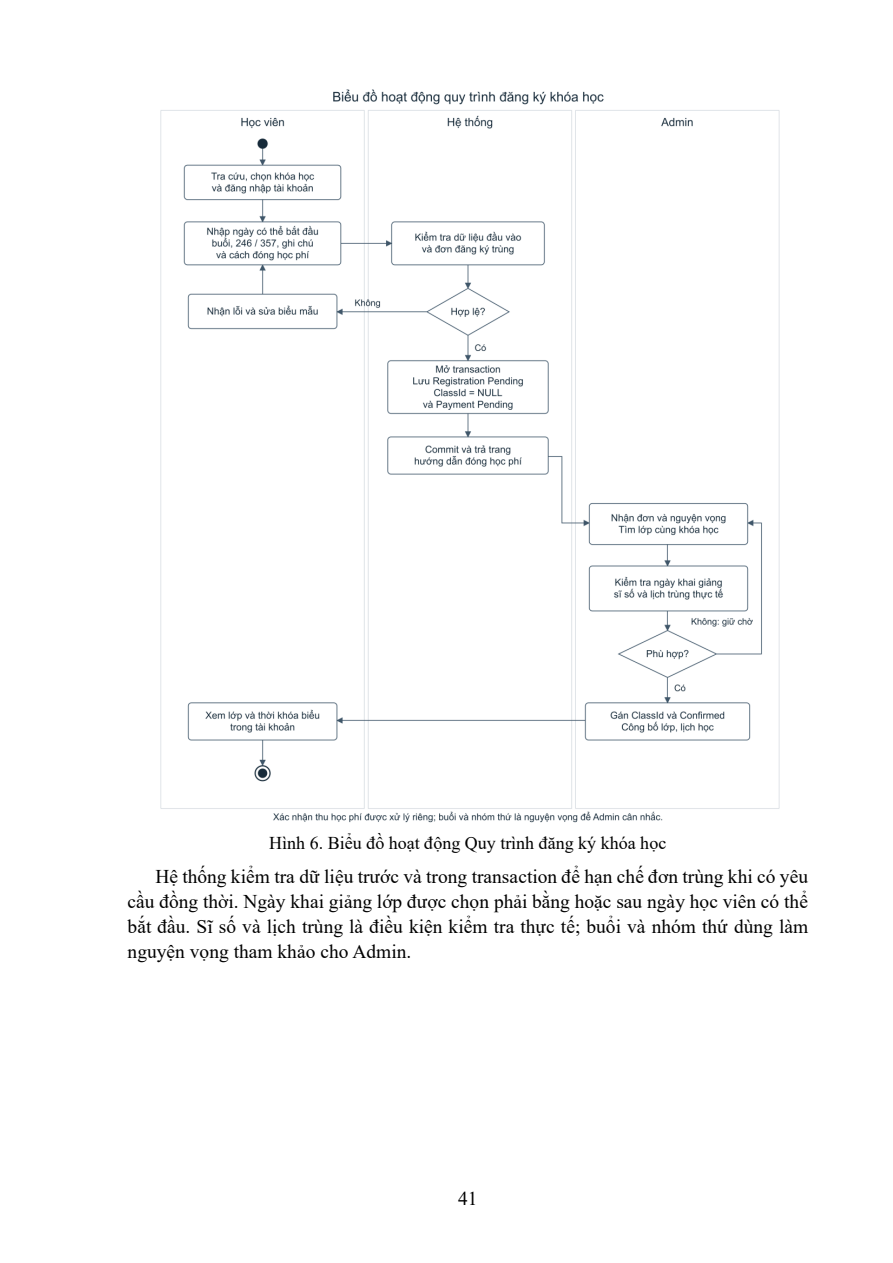 Biểu đồ hoạt động quy trình đăng ký khóa học
Học viên
Hệ thống
Admin
Tra cứu, chọn khóa học
và đăng nhập tài khoản
Nhập ngày có thể bắt đầu
buổi, 246 / 357, ghi chú
và cách đóng học phí
Kiểm tra dữ liệu đầu vào
và đơn đăng ký trùng
Nhận lỗi và sửa biểu mẫu
Không
Hợp lệ?
Có
Mở transaction
Lưu Registration Pending
ClassId = NULL
và Payment Pending
Commit và trả trang
hướng dẫn đóng học phí
Nhận đơn và nguyện vọng
Tìm lớp cùng khóa học
Kiểm tra ngày khai giảng
sĩ số và lịch trùng thực tế
Không: giữ chờ
Phù hợp?
Có
Xem lớp và thời khóa biểu
trong tài khoản
Gán ClassId và Confirmed
Công bố lớp, lịch học
Xác nhận thu học phí được xử lý riêng; buổi và nhóm thứ là nguyện vọng để Admin cân nhắc.
Hình 6. Biểu đồ hoạt động Quy trình đăng ký khóa học
Hệ thống kiểm tra dữ liệu trước và trong transaction để hạn chế đơn trùng khi có yêu
cầu đồng thời. Ngày khai giảng lớp được chọn phải bằng hoặc sau ngày học viên có thể
bắt đầu. Sĩ số và lịch trùng là điều kiện kiểm tra thực tế; buổi và nhóm thứ dùng làm
nguyện vọng tham khảo cho Admin.
41